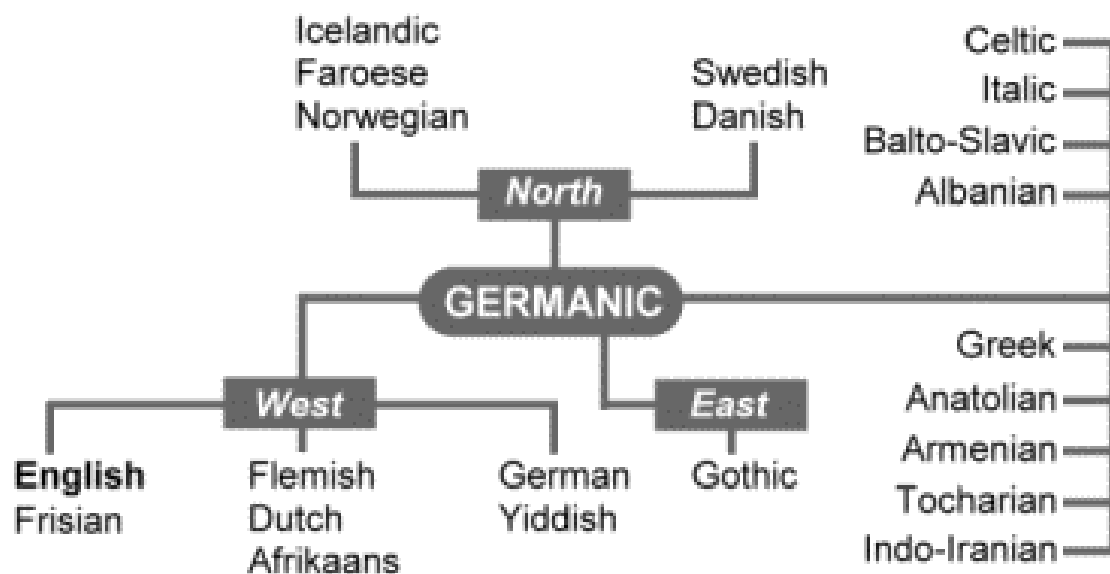 Icelandic
Faroese
Norwegian
Swedish
Danish
North
GERMANIC
West
East
English
Frisian
Flemish
Dutch
Afrikaans
German
Yiddish
Gothic
Celtic
Italic
Balto-Slavic
Albanian
Greek
Anatolian
Armenian
Tocharian
Indo-Iranian